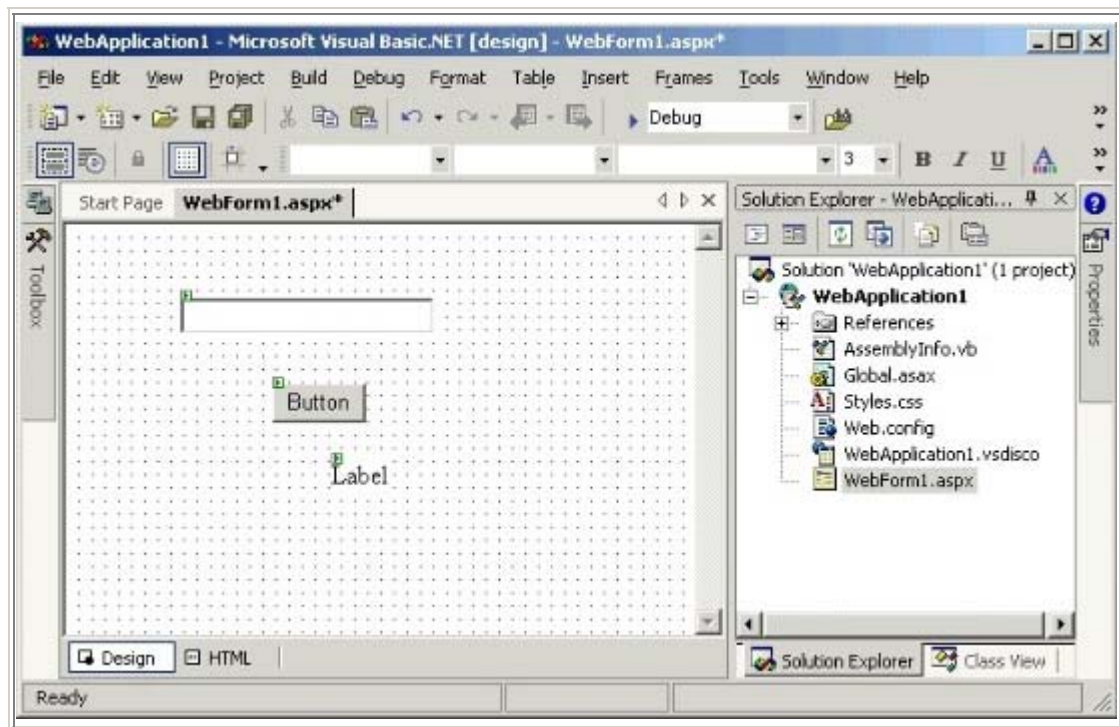 WebApplication1 - Microsoft Visual Basic.NET [design] - WebForm1.aspx*
File Edit View Project Build Debug Format Table Insert Frames Tools Window Help
Debug
3 B I U A
Start Page WebForm1.aspx*
Solution Explorer - WebApplicati...
Toolbox
Button
Label
Solution 'WebApplication1' (1 project)
WebApplication1
References
AssemblyInfo.vb
Global.asax
Styles.css
Web.config
WebApplication1.vsdisco
WebForm1.aspx
Properties
Design HTML
Solution Explorer Class View
Ready